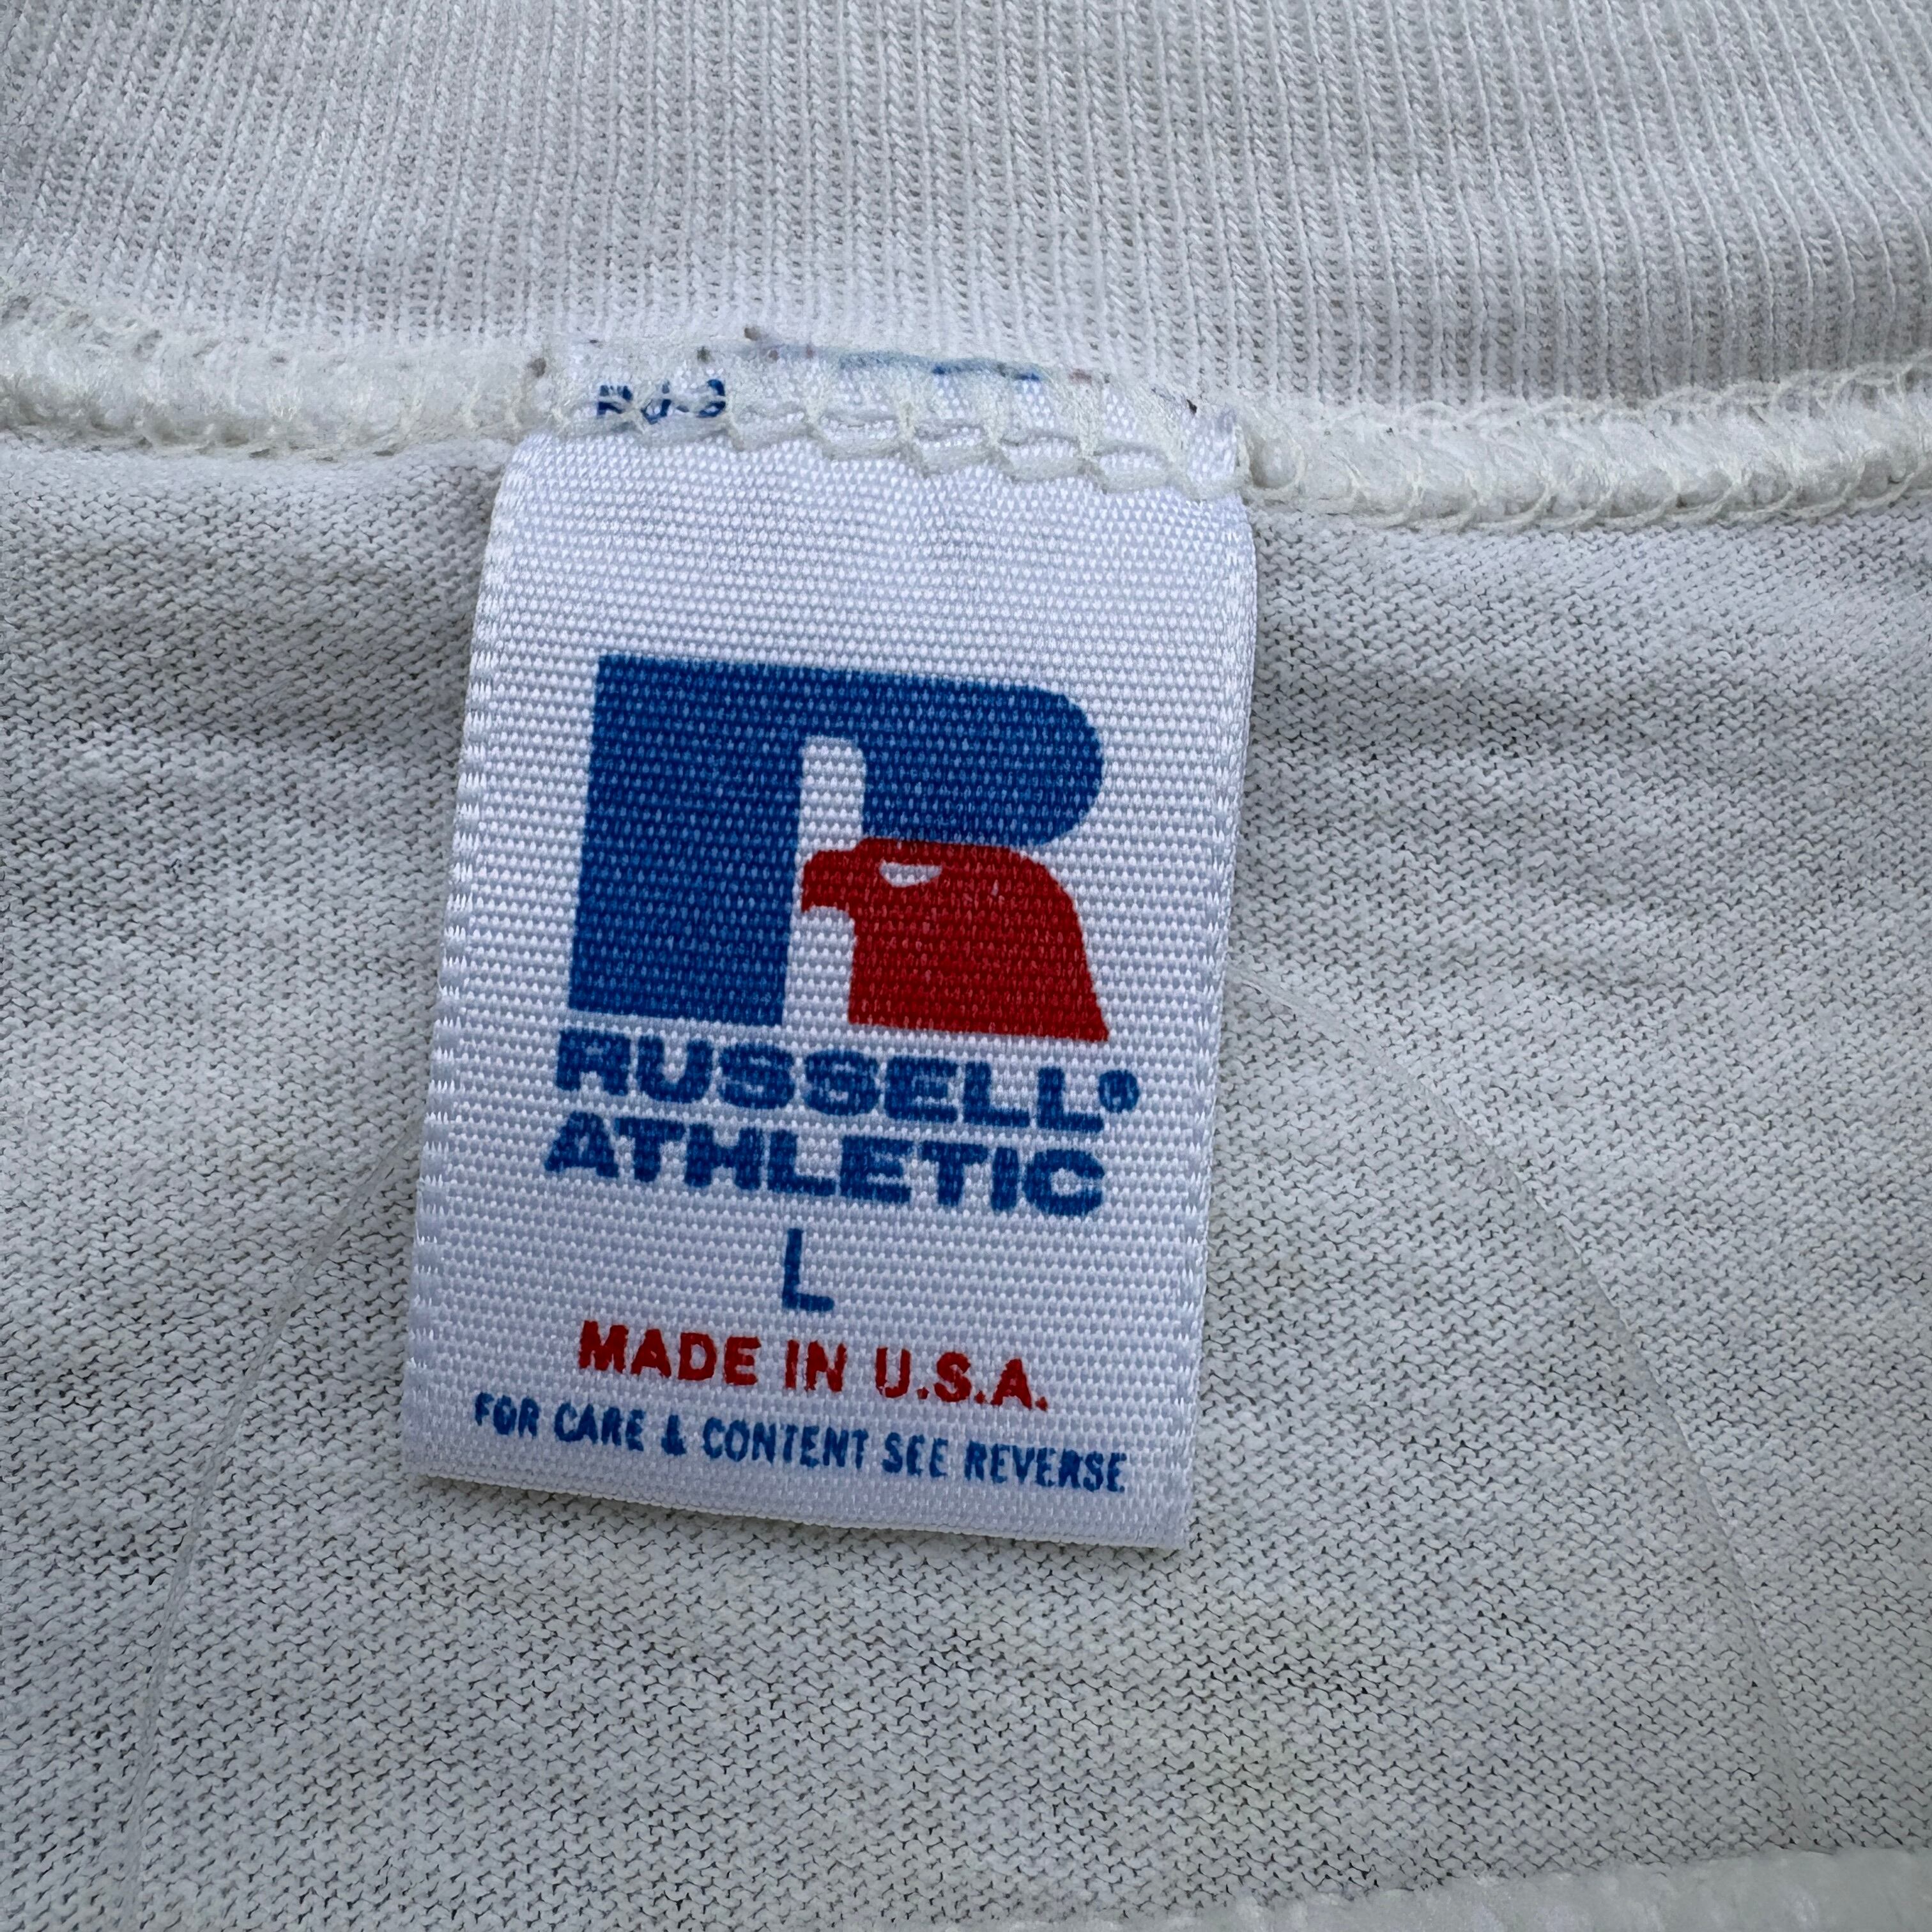 RUSSELL®
ATHLETIC
L
MADE IN U.S.A.
FOR CARE & CONTENT SEE REVERSE